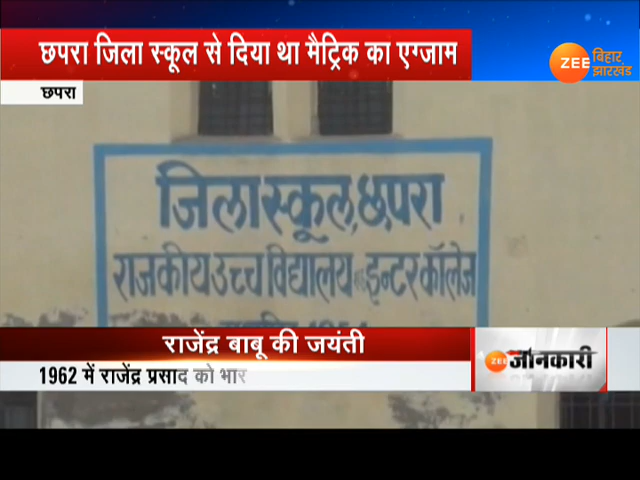 छपरा जिला स्कूल से दिया था मैट्रिक का एग्जाम
ZEE बिहार झारखंड
छपरा
जिला स्कूल, छपरा
राजकीय उच्च विद्यालय इन्टर कॉलेज
राजेंद्र बाबू की जयंती
1962 में राजेंद्र प्रसाद को भार
ZEE जानकारी